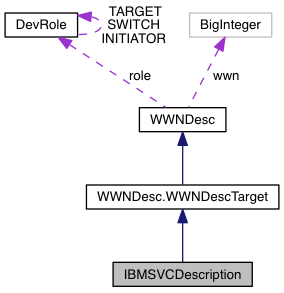 TARGET
SWITCH
INITIATOR
DevRole
BigInteger
role
wwn
WWNDesc
WWNDesc.WWNDescTarget
IBMSVCDescription